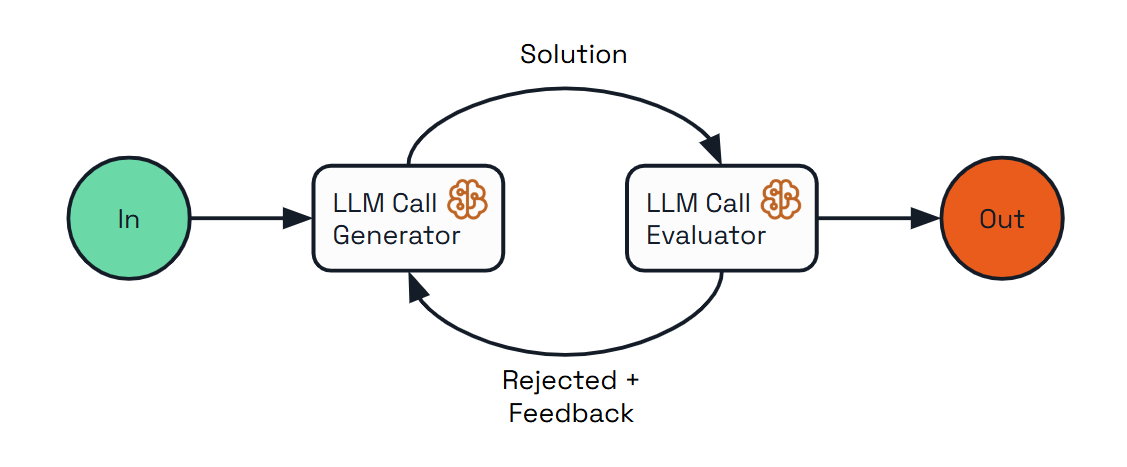 Solution
In
LLM Call
Generator
LLM Call
Evaluator
Out
Rejected +
Feedback